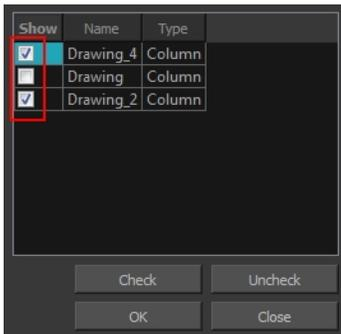 Show Name Type
Drawing_4 Column
Drawing Column
Drawing_2 Column
Check Uncheck
OK Close